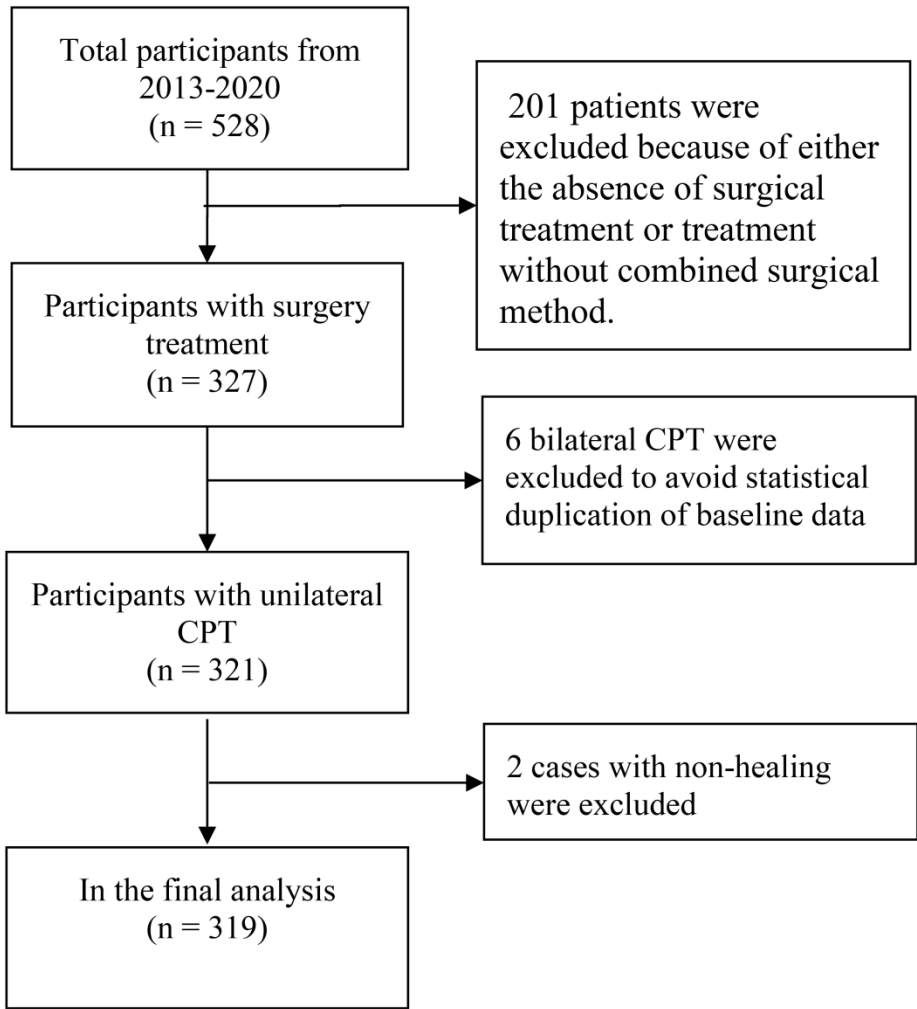 Total participants from
2013-2020
(n = 528)
201 patients were
excluded because of either
the absence of surgical
treatment or treatment
without combined surgical
method.
Participants with surgery
treatment
(n = 327)
6 bilateral CPT were
excluded to avoid statistical
duplication of baseline data
Participants with unilateral
CPT
(n = 321)
2 cases with non-healing
were excluded
In the final analysis
(n = 319)